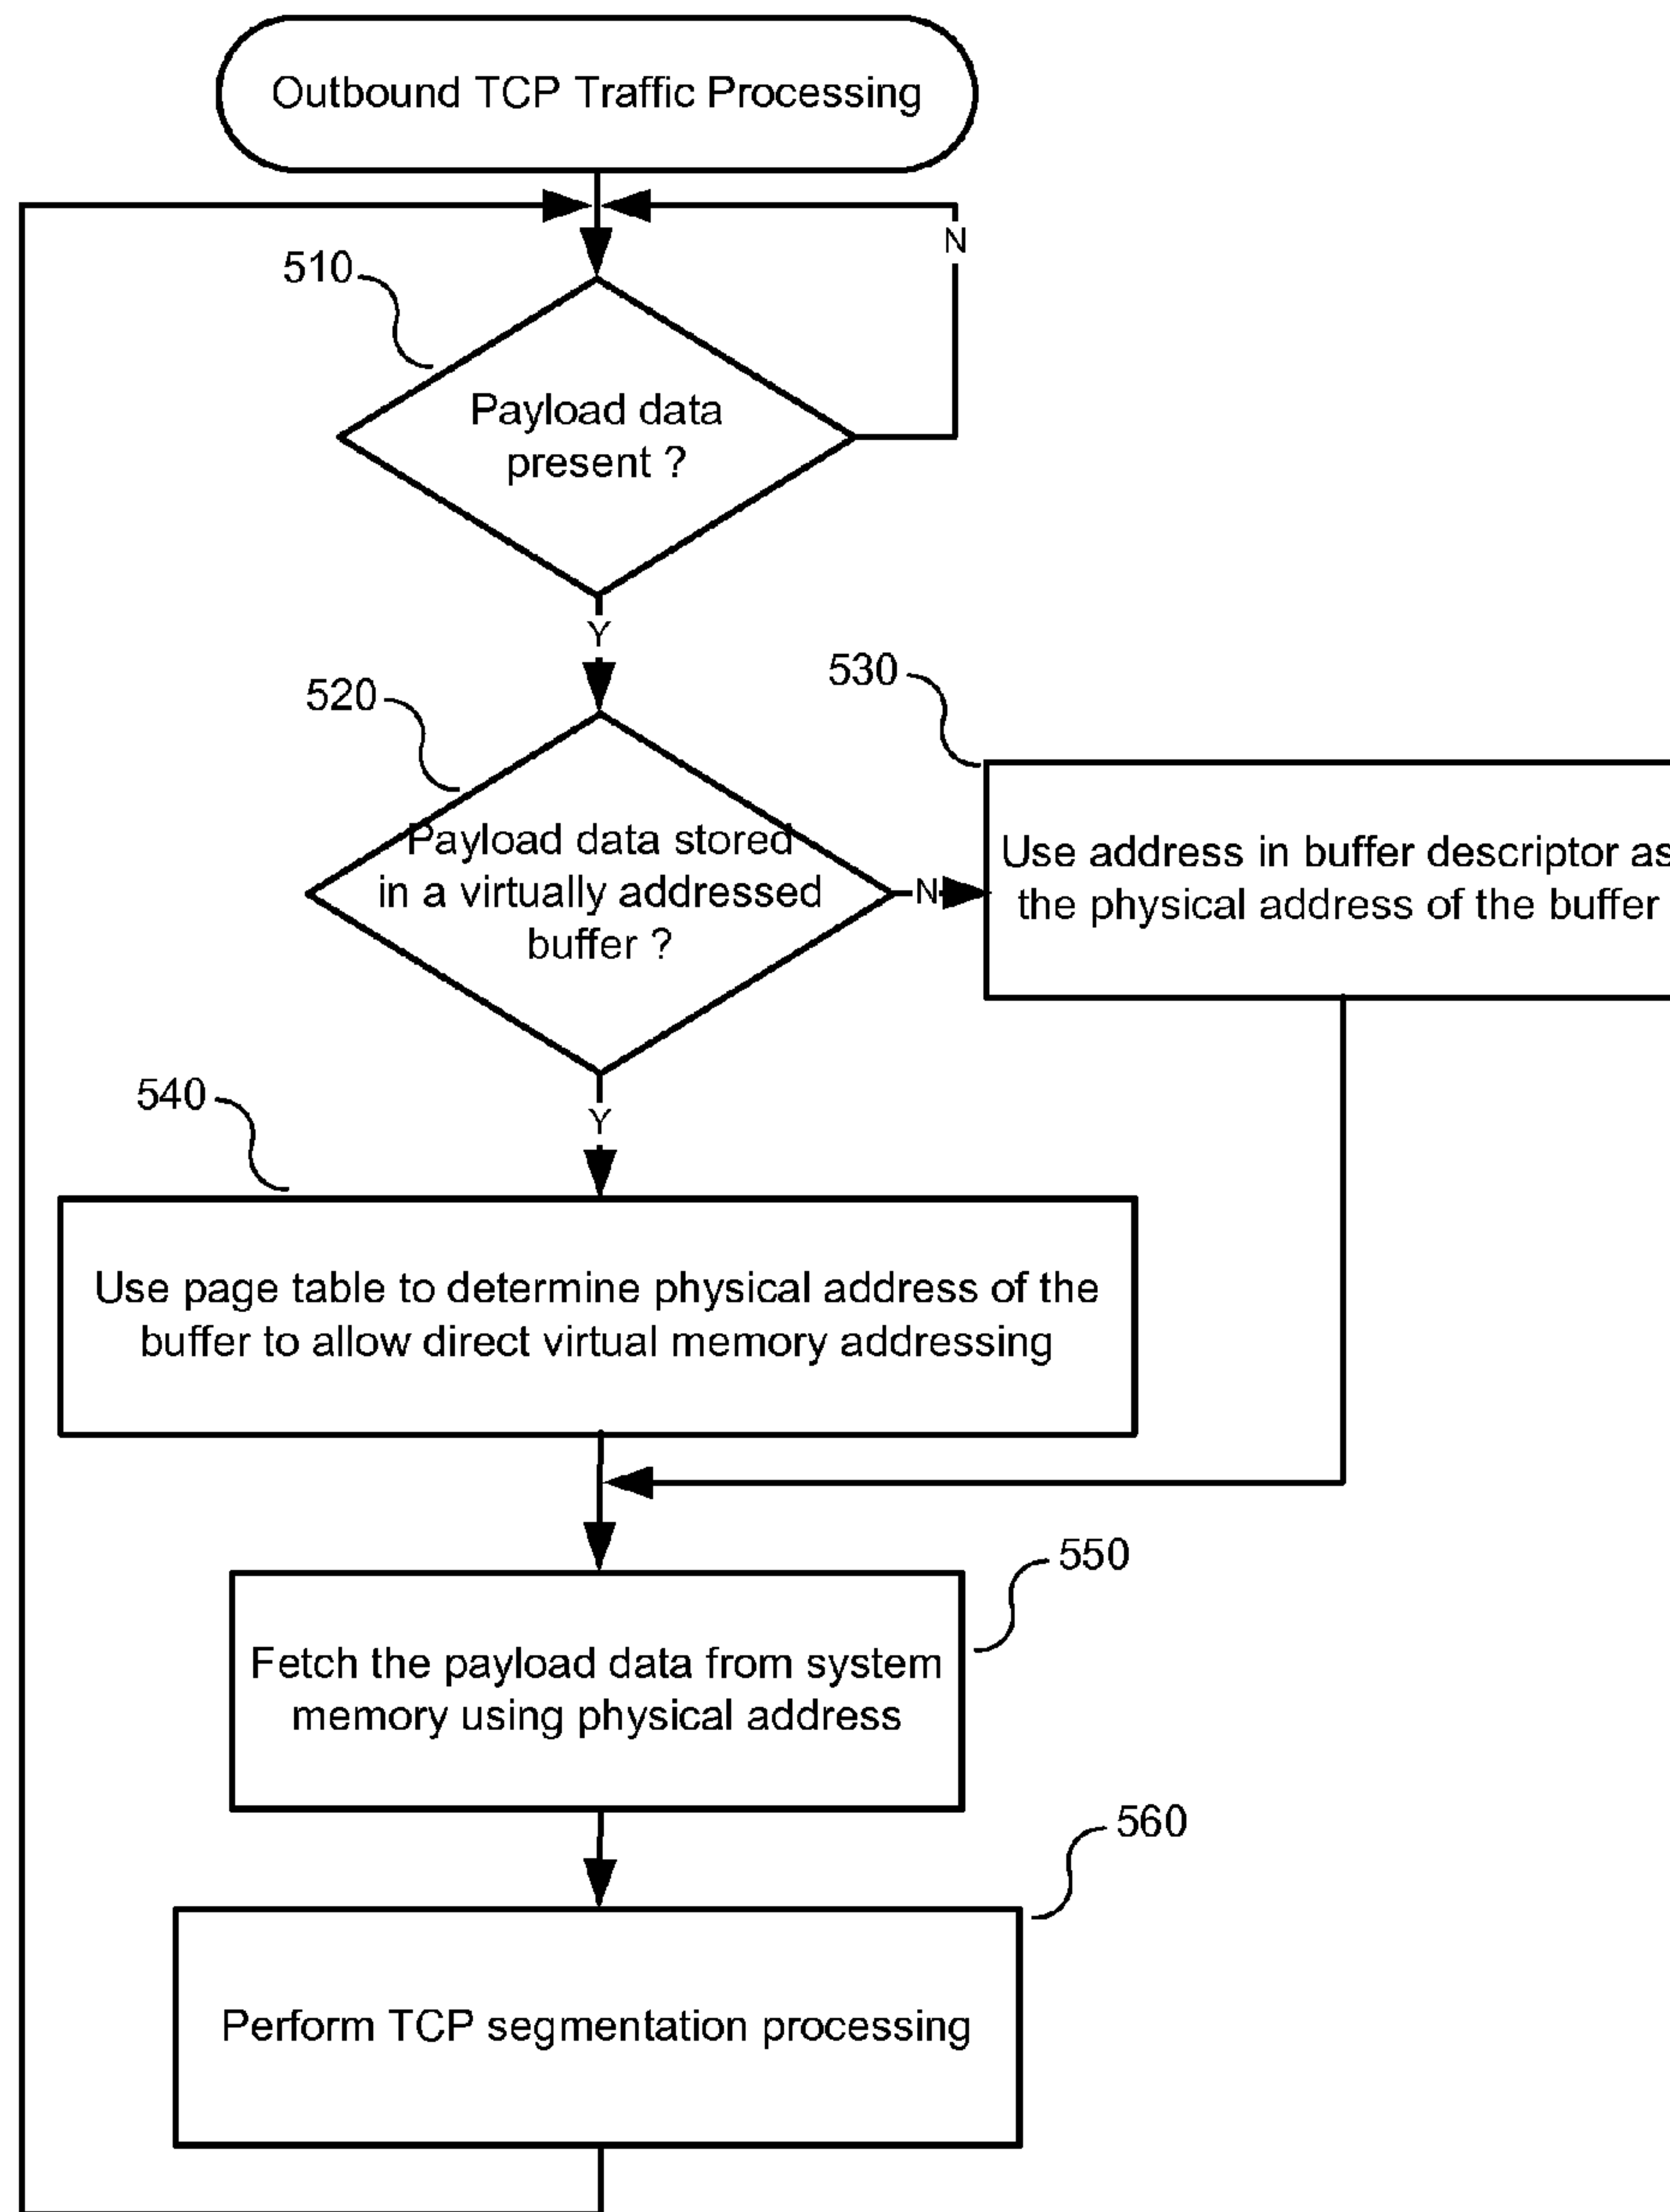 Outbound TCP Traffic Processing
N
510
Payload data
present ?
Y
520
530
Payload data stored
in a virtually addressed
buffer ?
N
Use address in buffer descriptor as
the physical address of the buffer
540
Y
Use page table to determine physical address of the
buffer to allow direct virtual memory addressing
550
Fetch the payload data from system
memory using physical address
560
Perform TCP segmentation processing